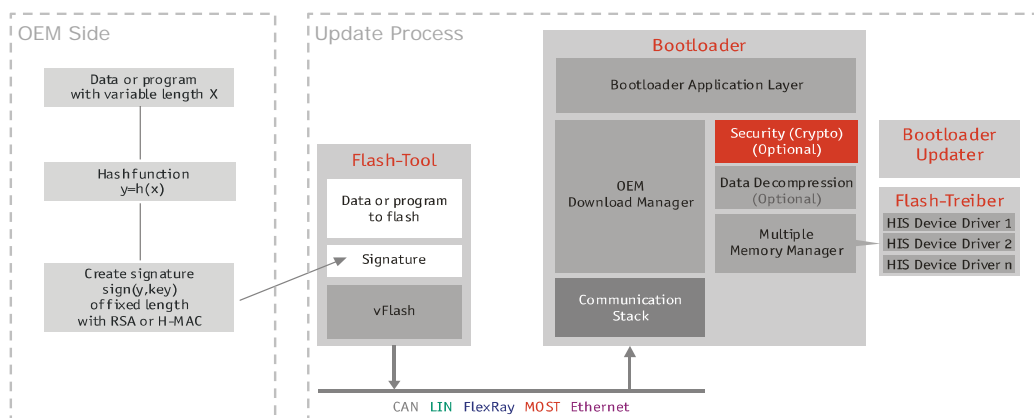 OEM Side
Data or program
with variable length X
Hashfunction
y=h(x)
Create signature
sign(y,key)
of fixed length
with RSA or H-MAC
Update Process
Flash-Tool
Data or program
to flash
Signature
vFlash
Bootloader
Bootloader Application Layer
OEM
Download Manager
Security (Crypto)
(Optional)
Data Decompression
(Optional)
Multiple
Memory Manager
Communication
Stack
Bootloader
Updater
Flash-Treiber
HIS Device Driver 1
HIS Device Driver 2
HIS Device Driver n
CAN LIN FlexRay MOST Ethernet